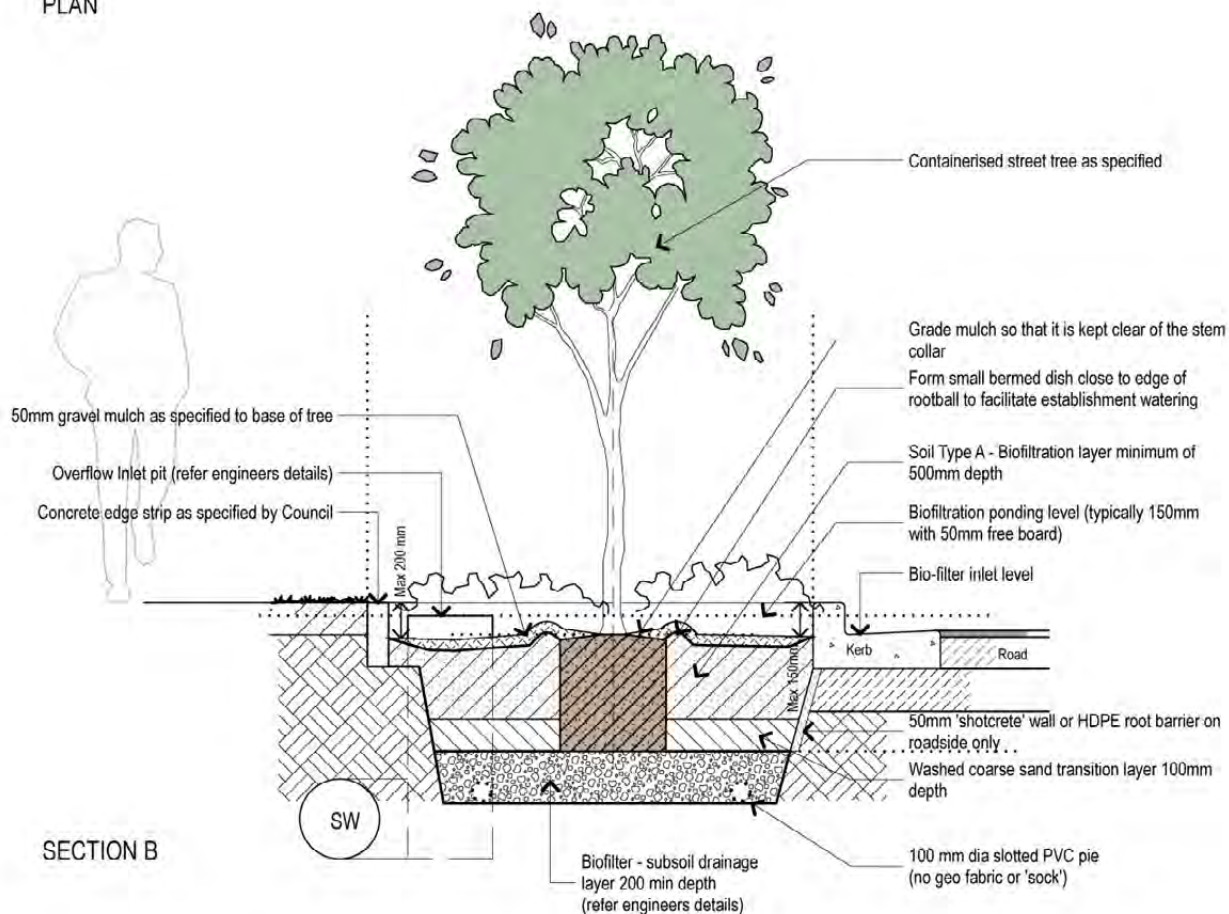 PLAN
Containerised street tree as specified
Grade mulch so that it is kept clear of the stem
collar
Form small bermed dish close to edge of
rootball to facilitate establishment watering
50mm gravel mulch as specified to base of tree
Overflow Inlet pit (refer engineers details)
Concrete edge strip as specified by Council
Soil Type A - Biofiltration layer minimum of
500mm depth
Biofiltration ponding level (typically 150mm
with 50mm free board)
Bio-filter inlet level
Max 200 mm
Max 150mm
Kerb
Road
50mm 'shotcrete' wall or HDPE root barrier on
roadside only
Washed coarse sand transition layer 100mm
depth
SW
SECTION B
Biofilter - subsoil drainage
layer 200 min depth
(refer engineers details)
100 mm dia slotted PVC pie
(no geo fabric or 'sock')